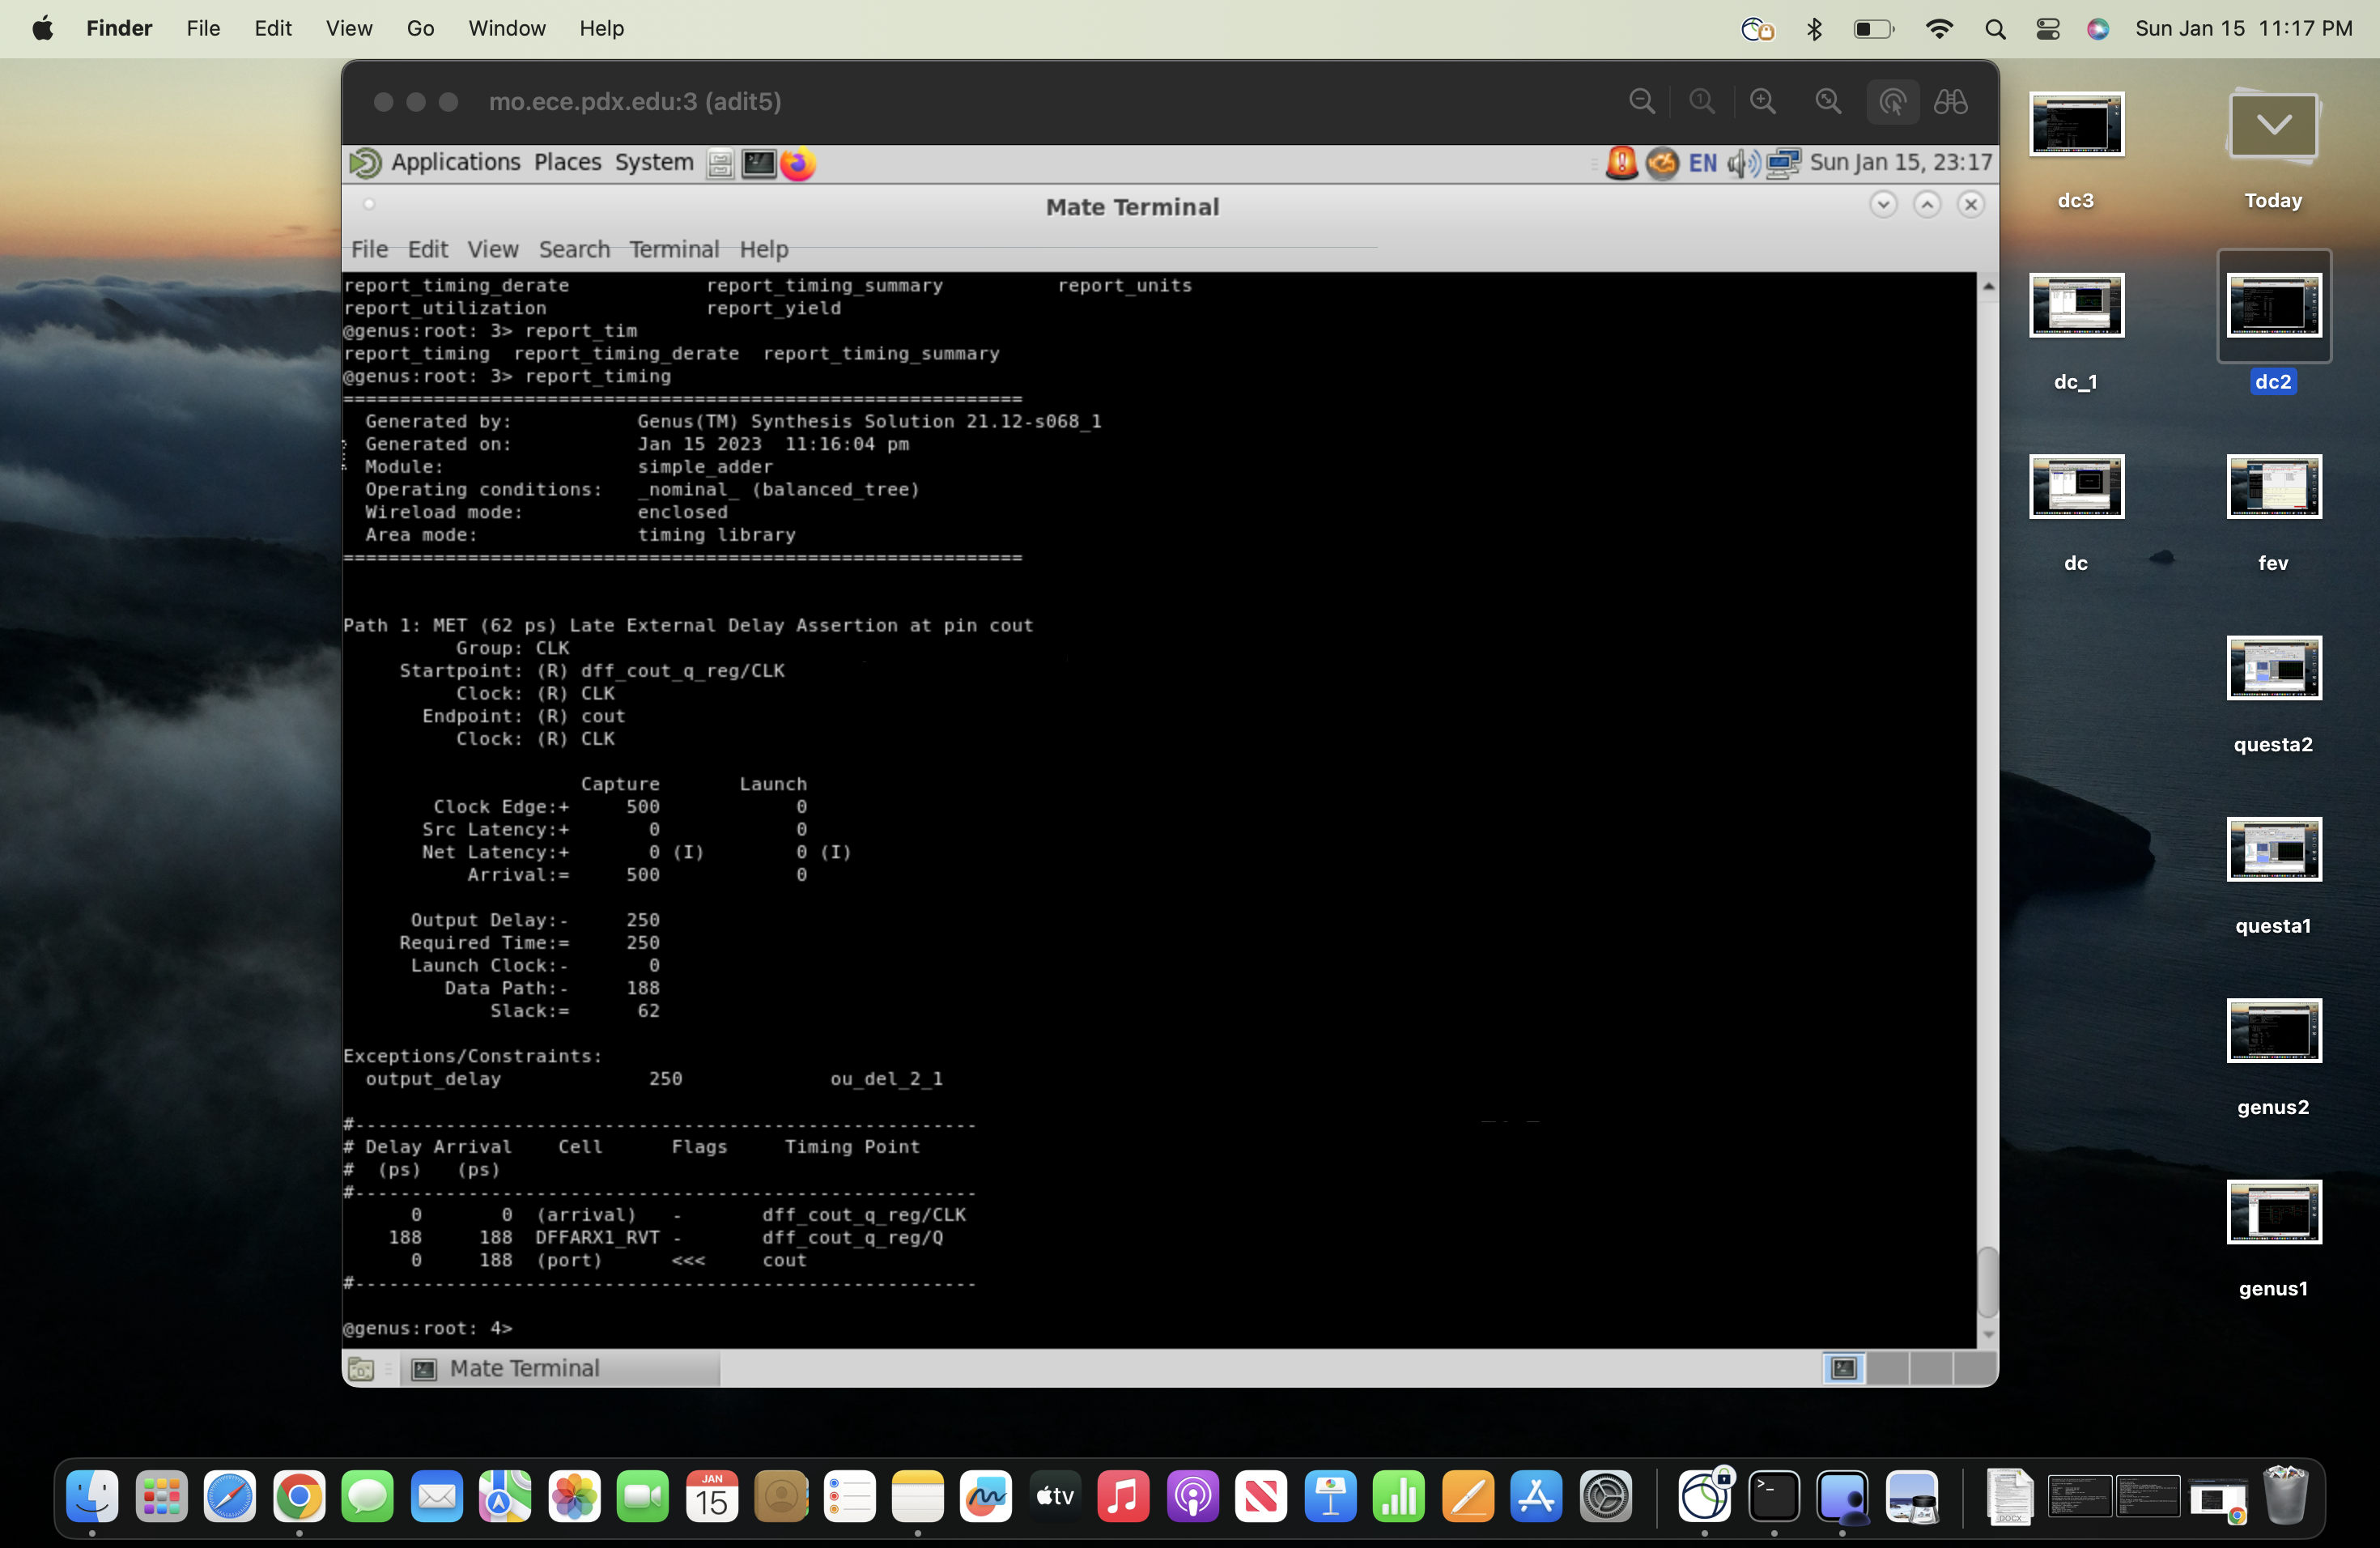 Finder File Edit View Go Window Help Sun Jan 15 11:17 PM
mo.ece.pdx.edu:3 (adit5)
Applications Places System EN Sun Jan 15, 23:17
Mate Terminal
File Edit View Search Terminal Help
report_timing_derate report_timing_summary report_units
report_utilization report_yield
@genus:root: 3> report_tim
report_timing report_timing_derate report_timing_summary
@genus:root: 3> report_timing
============================================================
Generated by: Genus(TM) Synthesis Solution 21.12-s068_1
Generated on: Jan 15 2023 11:16:04 pm
Module: simple_adder
Operating conditions: _nominal_ (balanced_tree)
Wireload mode: enclosed
Area mode: timing library
============================================================
Path 1: MET (62 ps) Late External Delay Assertion at pin cout
Group: CLK
Startpoint: (R) dff_cout_q_reg/CLK
Clock: (R) CLK
Endpoint: (R) cout
Clock: (R) CLK
Capture Launch
Clock Edge:+ 500 0
Src Latency:+ 0 0
Net Latency:+ 0 (I) 0 (I)
Arrival:= 500 0
Output Delay:- 250
Required Time:= 250
Launch Clock:- 0
Data Path:- 188
Slack:= 62
Exceptions/Constraints:
output_delay 250 ou_del_2_1
#-------------------------------------------------------
# Delay Arrival Cell Flags Timing Point
# (ps) (ps)
#-------------------------------------------------------
0 0 (arrival) - dff_cout_q_reg/CLK
188 188 DFFARX1_RVT - dff_cout_q_reg/Q
0 188 (port) <<< cout
#-------------------------------------------------------
@genus:root: 4>
Mate Terminal
dc3 Today
dc_1 dc2
dc fev
questa2
questa1
genus2
genus1
JAN
15
tv
DOCX